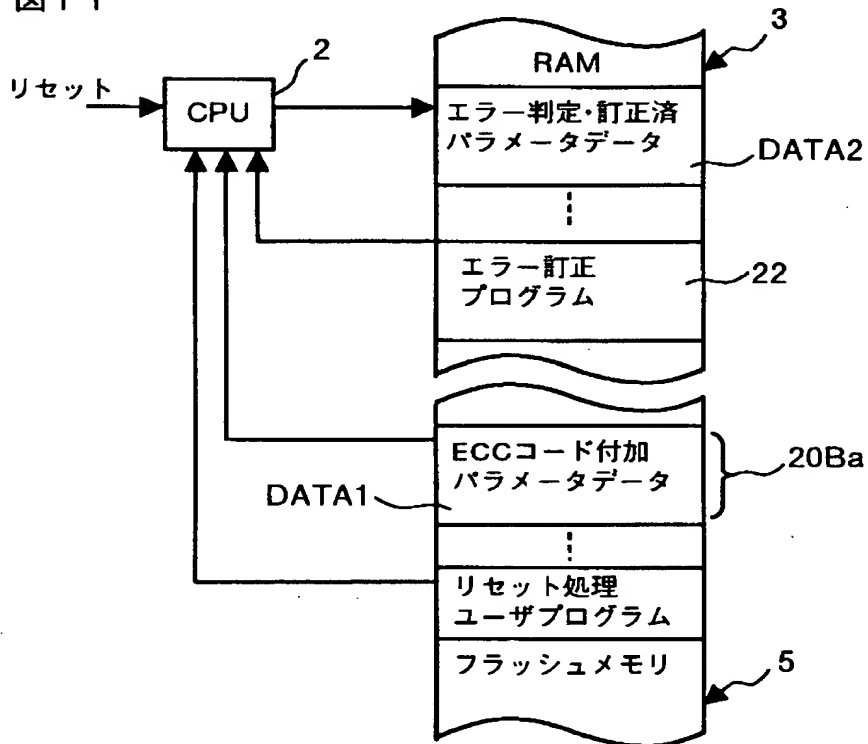 図11
3
2
RAM
リセット
CPU
エラー判定・訂正済
パラメータデータ
DATA2
エラー訂正
プログラム
22
ECCコード付加
パラメータデータ
20Ba
DATA1
リセット処理
ユーザプログラム
フラッシュメモリ
5